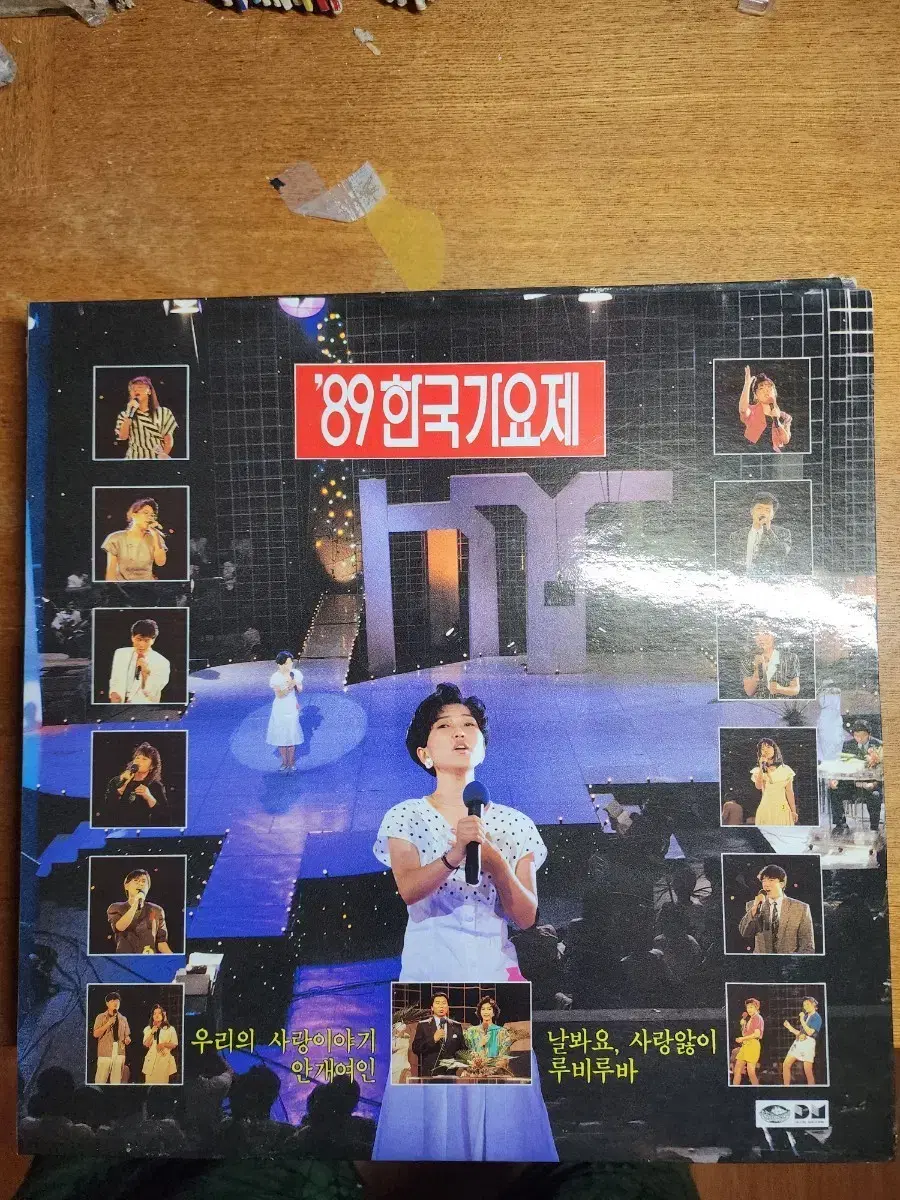 '89 한국가요제
우리의 사랑이야기
안개여인
날봐요, 사랑앓이
루비루바